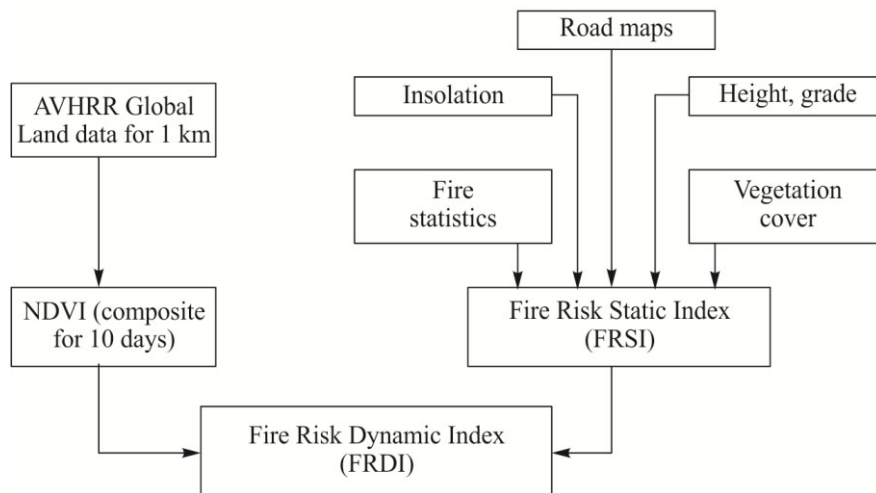 Road maps
Insolation
Height, grade
AVHRR Global
Land data for 1 km
Fire
statistics
Vegetation
cover
NDVI (composite
for 10 days)
Fire Risk Static Index
(FRSI)
Fire Risk Dynamic Index
(FRDI)